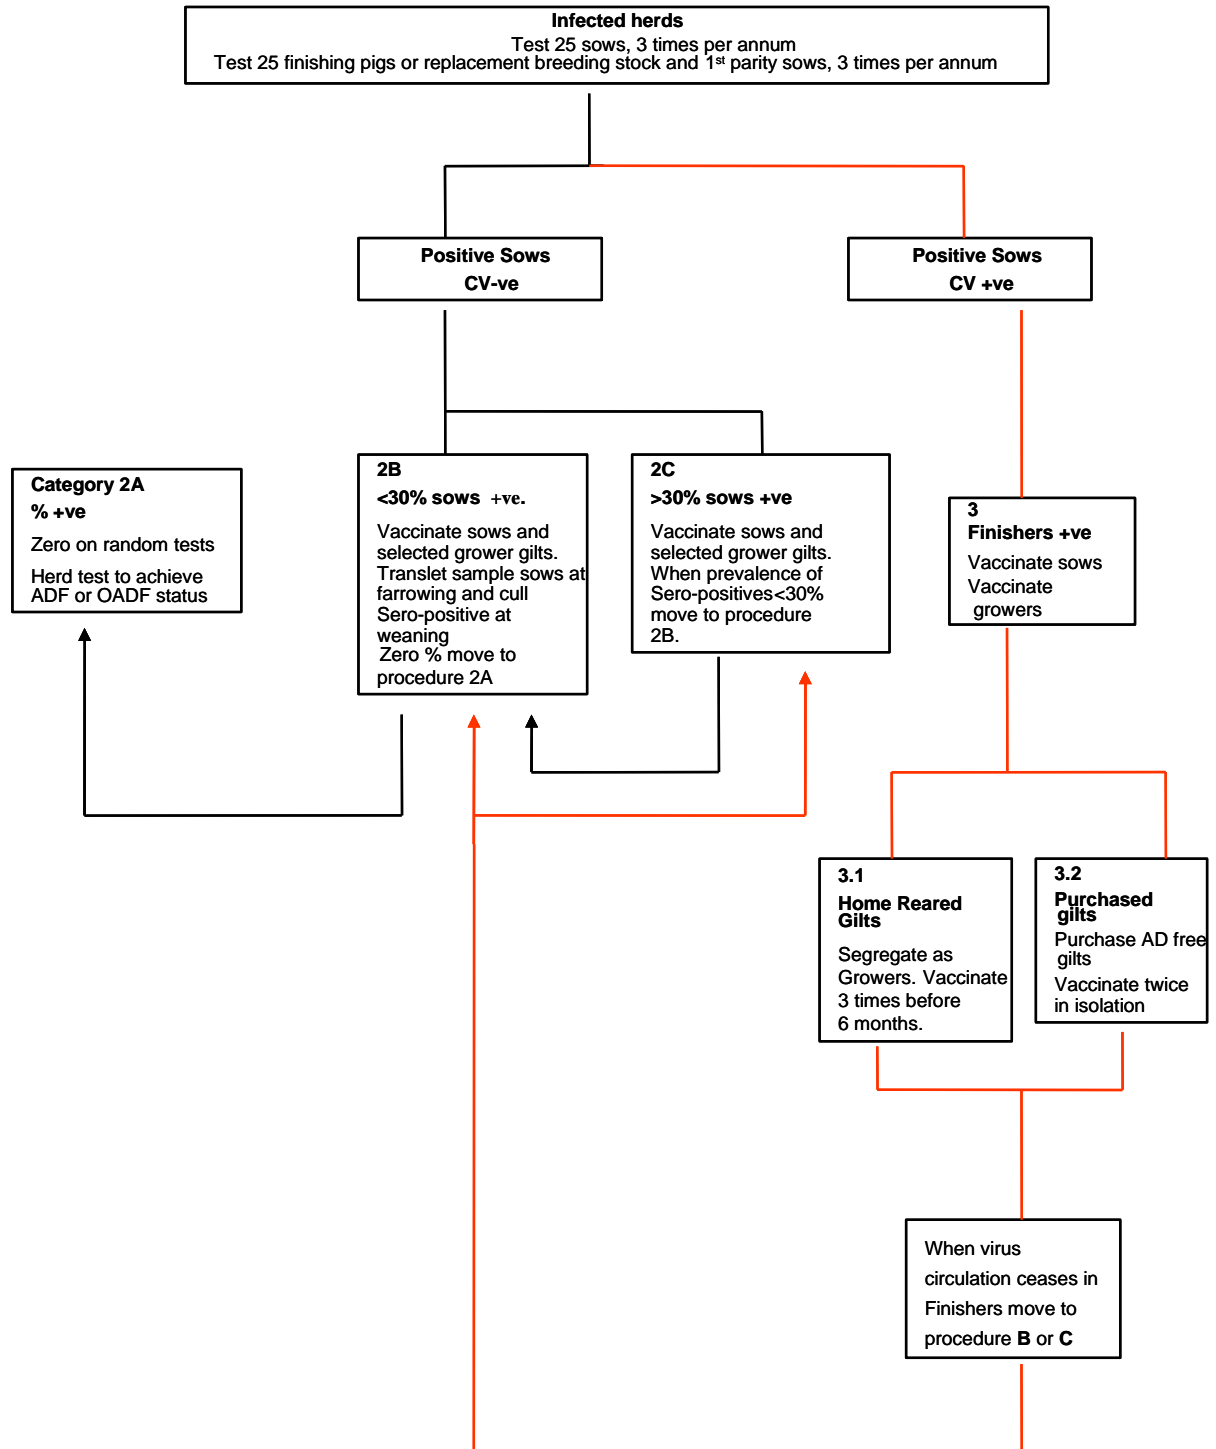 Infected herds
Test 25 sows, 3 times per annum
Test 25 finishing pigs or replacement breeding stock and 1st parity sows, 3 times per annum
Positive Sows
CV-ve
Positive Sows
CV +ve
Category 2A
% +ve
Zero on random tests
Herd test to achieve
ADF or OADF status
2B
<30% sows +ve.
Vaccinate sows and
selected grower gilts.
Translet sample sows at
farrowing and cull
Sero-positive at
weaning
Zero % move to
procedure 2A
2C
>30% sows +ve
Vaccinate sows and
selected grower gilts.
When prevalence of
Sero-positives<30%
move to procedure
2B.
3
Finishers +ve
Vaccinate sows
Vaccinate
growers
3.1
Home Reared
Gilts
Segregate as
Growers. Vaccinate
3 times before
6 months.
3.2
Purchased
gilts
Purchase AD free
gilts
Vaccinate twice
in isolation
When virus
circulation ceases in
Finishers move to
procedure B or C